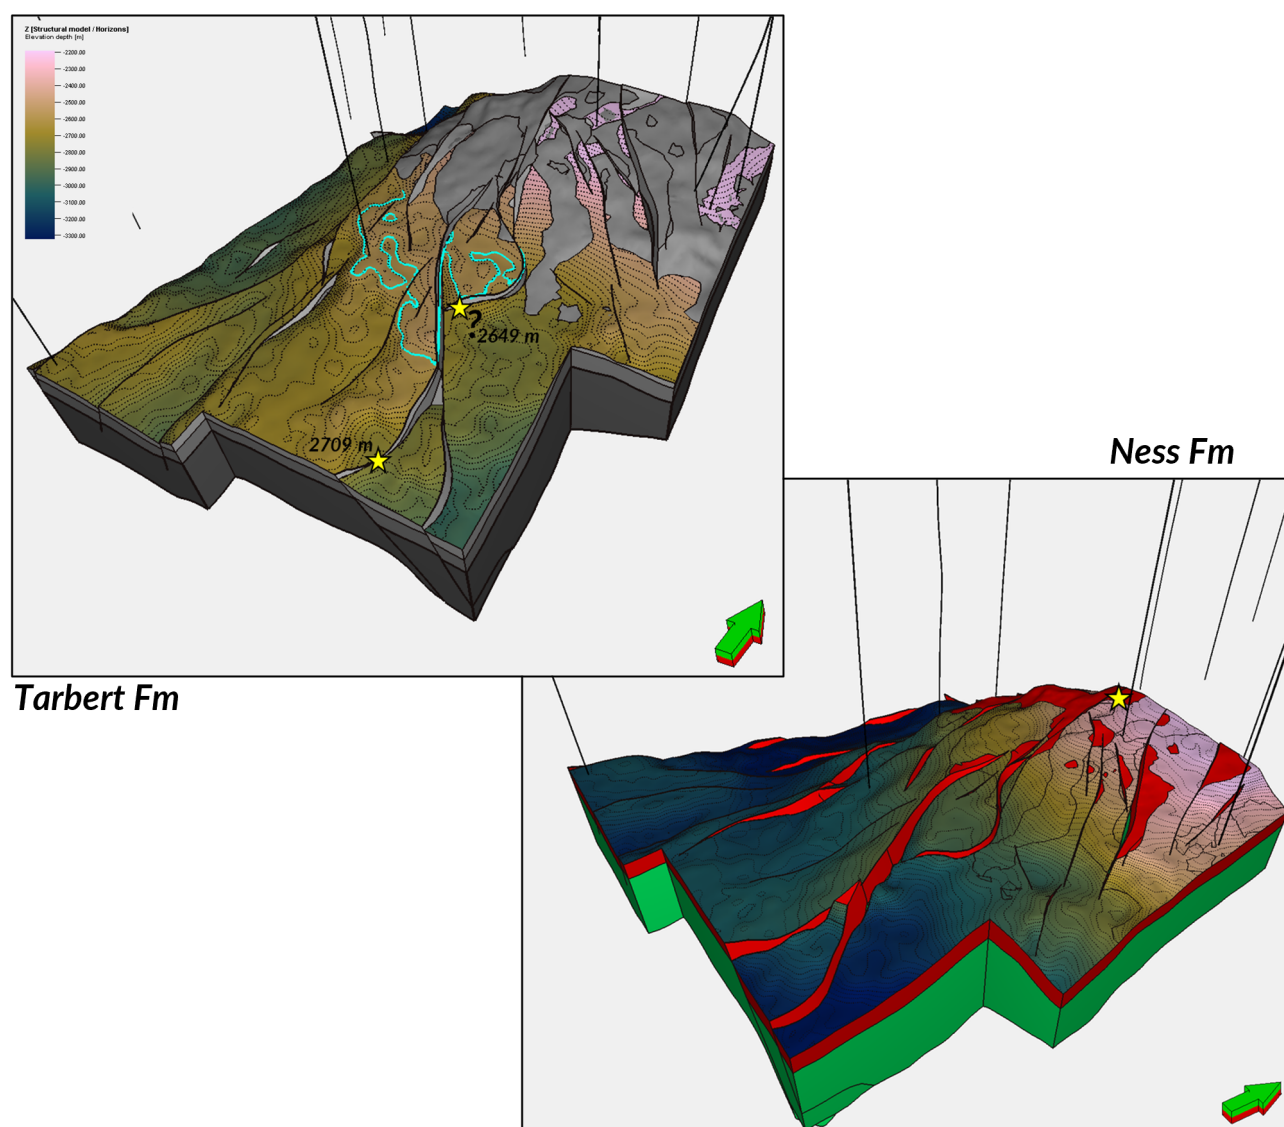 Z [Structural model / Horizons]
Elevation depth [m]
-2200.00
-2300.00
-2400.00
-2500.00
-2600.00
-2700.00
-2800.00
-2900.00
-3000.00
-3100.00
-3200.00
-3300.00
?
2649 m
2709 m
Ness Fm
Tarbert Fm